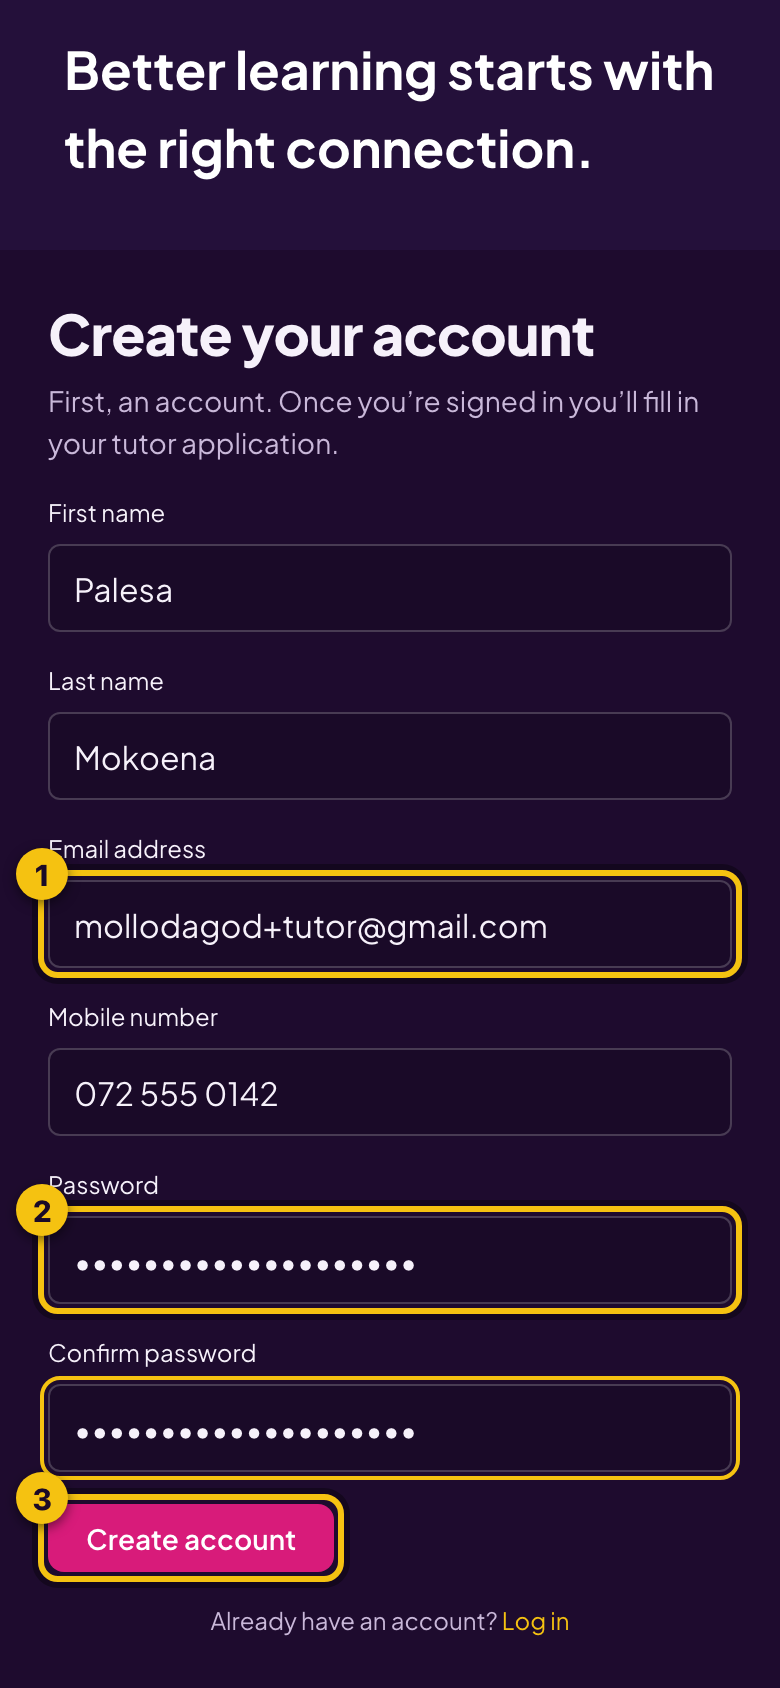 Better learning starts with
the right connection.
Create your account
First, an account. Once you’re signed in you’ll fill in
your tutor application.
First name
Palesa
Last name
Mokoena
Email address
1
mollodagod+tutor@gmail.com
Mobile number
072 555 0142
Password
2
••••••••••••••••••••
Confirm password
••••••••••••••••••••
3
Create account
Already have an account? Log in